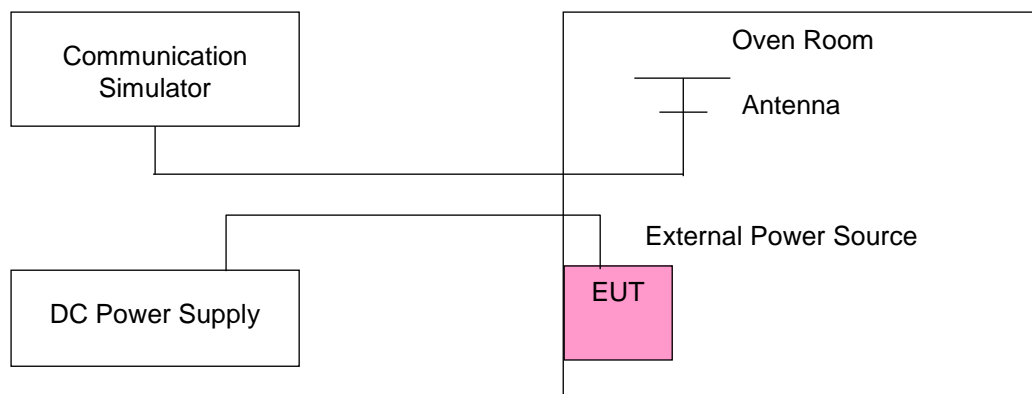 Communication
Simulator
Oven Room
Antenna
External Power Source
DC Power Supply
EUT